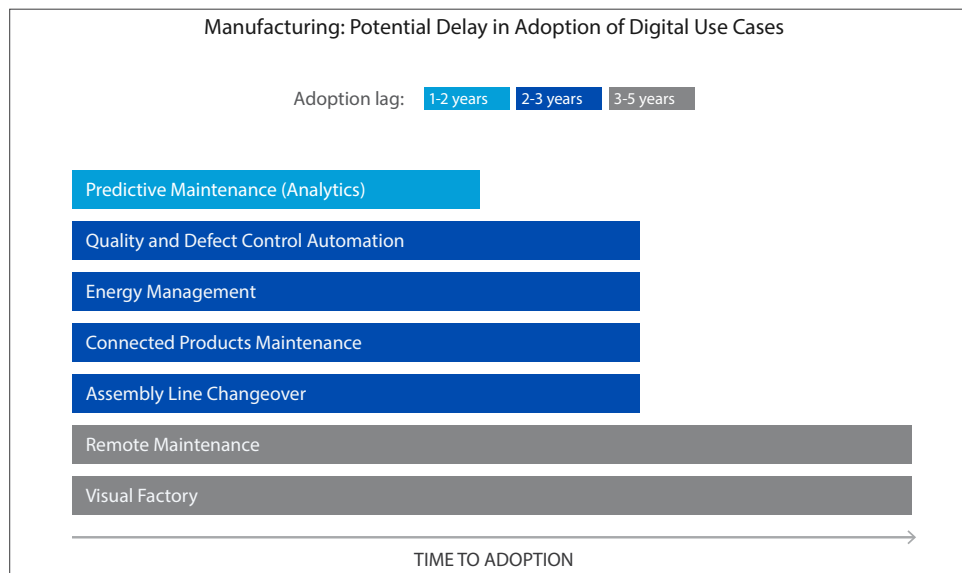 Manufacturing: Potential Delay in Adoption of Digital Use Cases
Adoption lag: 1-2 years 2-3 years 3-5 years
Predictive Maintenance (Analytics)
Quality and Defect Control Automation
Energy Management
Connected Products Maintenance
Assembly Line Changeover
Remote Maintenance
Visual Factory
TIME TO ADOPTION